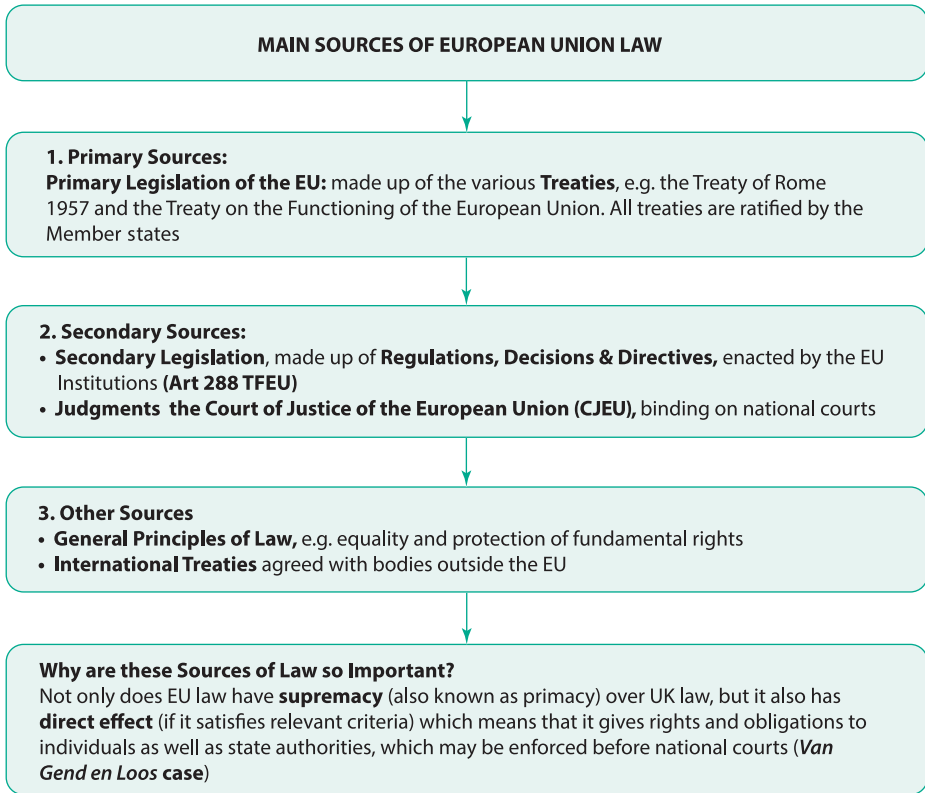 MAIN SOURCES OF EUROPEAN UNION LAW
1. Primary Sources:
Primary Legislation of the EU: made up of the various Treaties, e.g. the Treaty of Rome
1957 and the Treaty on the Functioning of the European Union. All treaties are ratified by the
Member states
2. Secondary Sources:
• Secondary Legislation, made up of Regulations, Decisions & Directives, enacted by the EU
Institutions (Art 288 TFEU)
• Judgments the Court of Justice of the European Union (CJEU), binding on national courts
3. Other Sources
• General Principles of Law, e.g. equality and protection of fundamental rights
• International Treaties agreed with bodies outside the EU
Why are these Sources of Law so Important?
Not only does EU law have supremacy (also known as primacy) over UK law, but it also has
direct effect (if it satisfies relevant criteria) which means that it gives rights and obligations to
individuals as well as state authorities, which may be enforced before national courts (Van
Gend en Loos case)